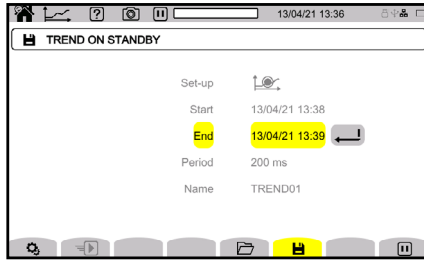 13/04/21 13:36
TREND ON STANDBY
Set-up
Start 13/04/21 13:38
End 13/04/21 13:39
Period 200 ms
Name TREND01